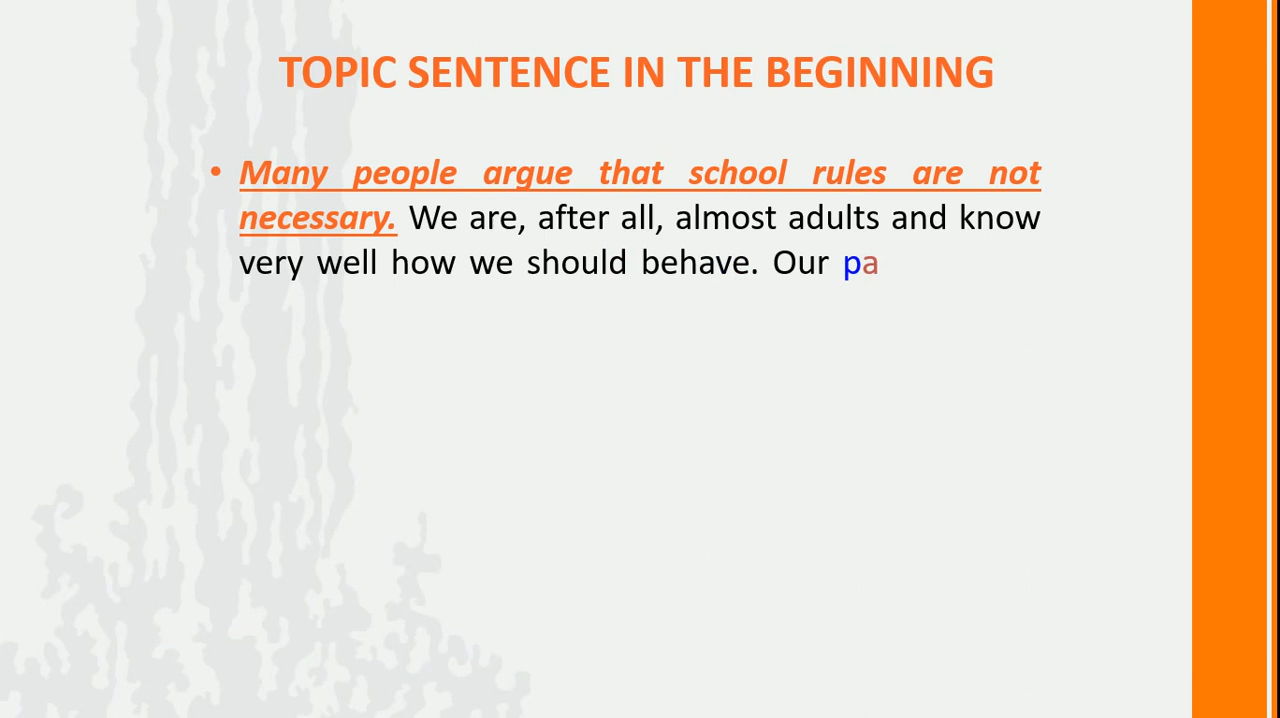 TOPIC SENTENCE IN THE BEGINNING
• Many people argue that school rules are not
necessary. We are, after all, almost adults and know
very well how we should behave. Our pa